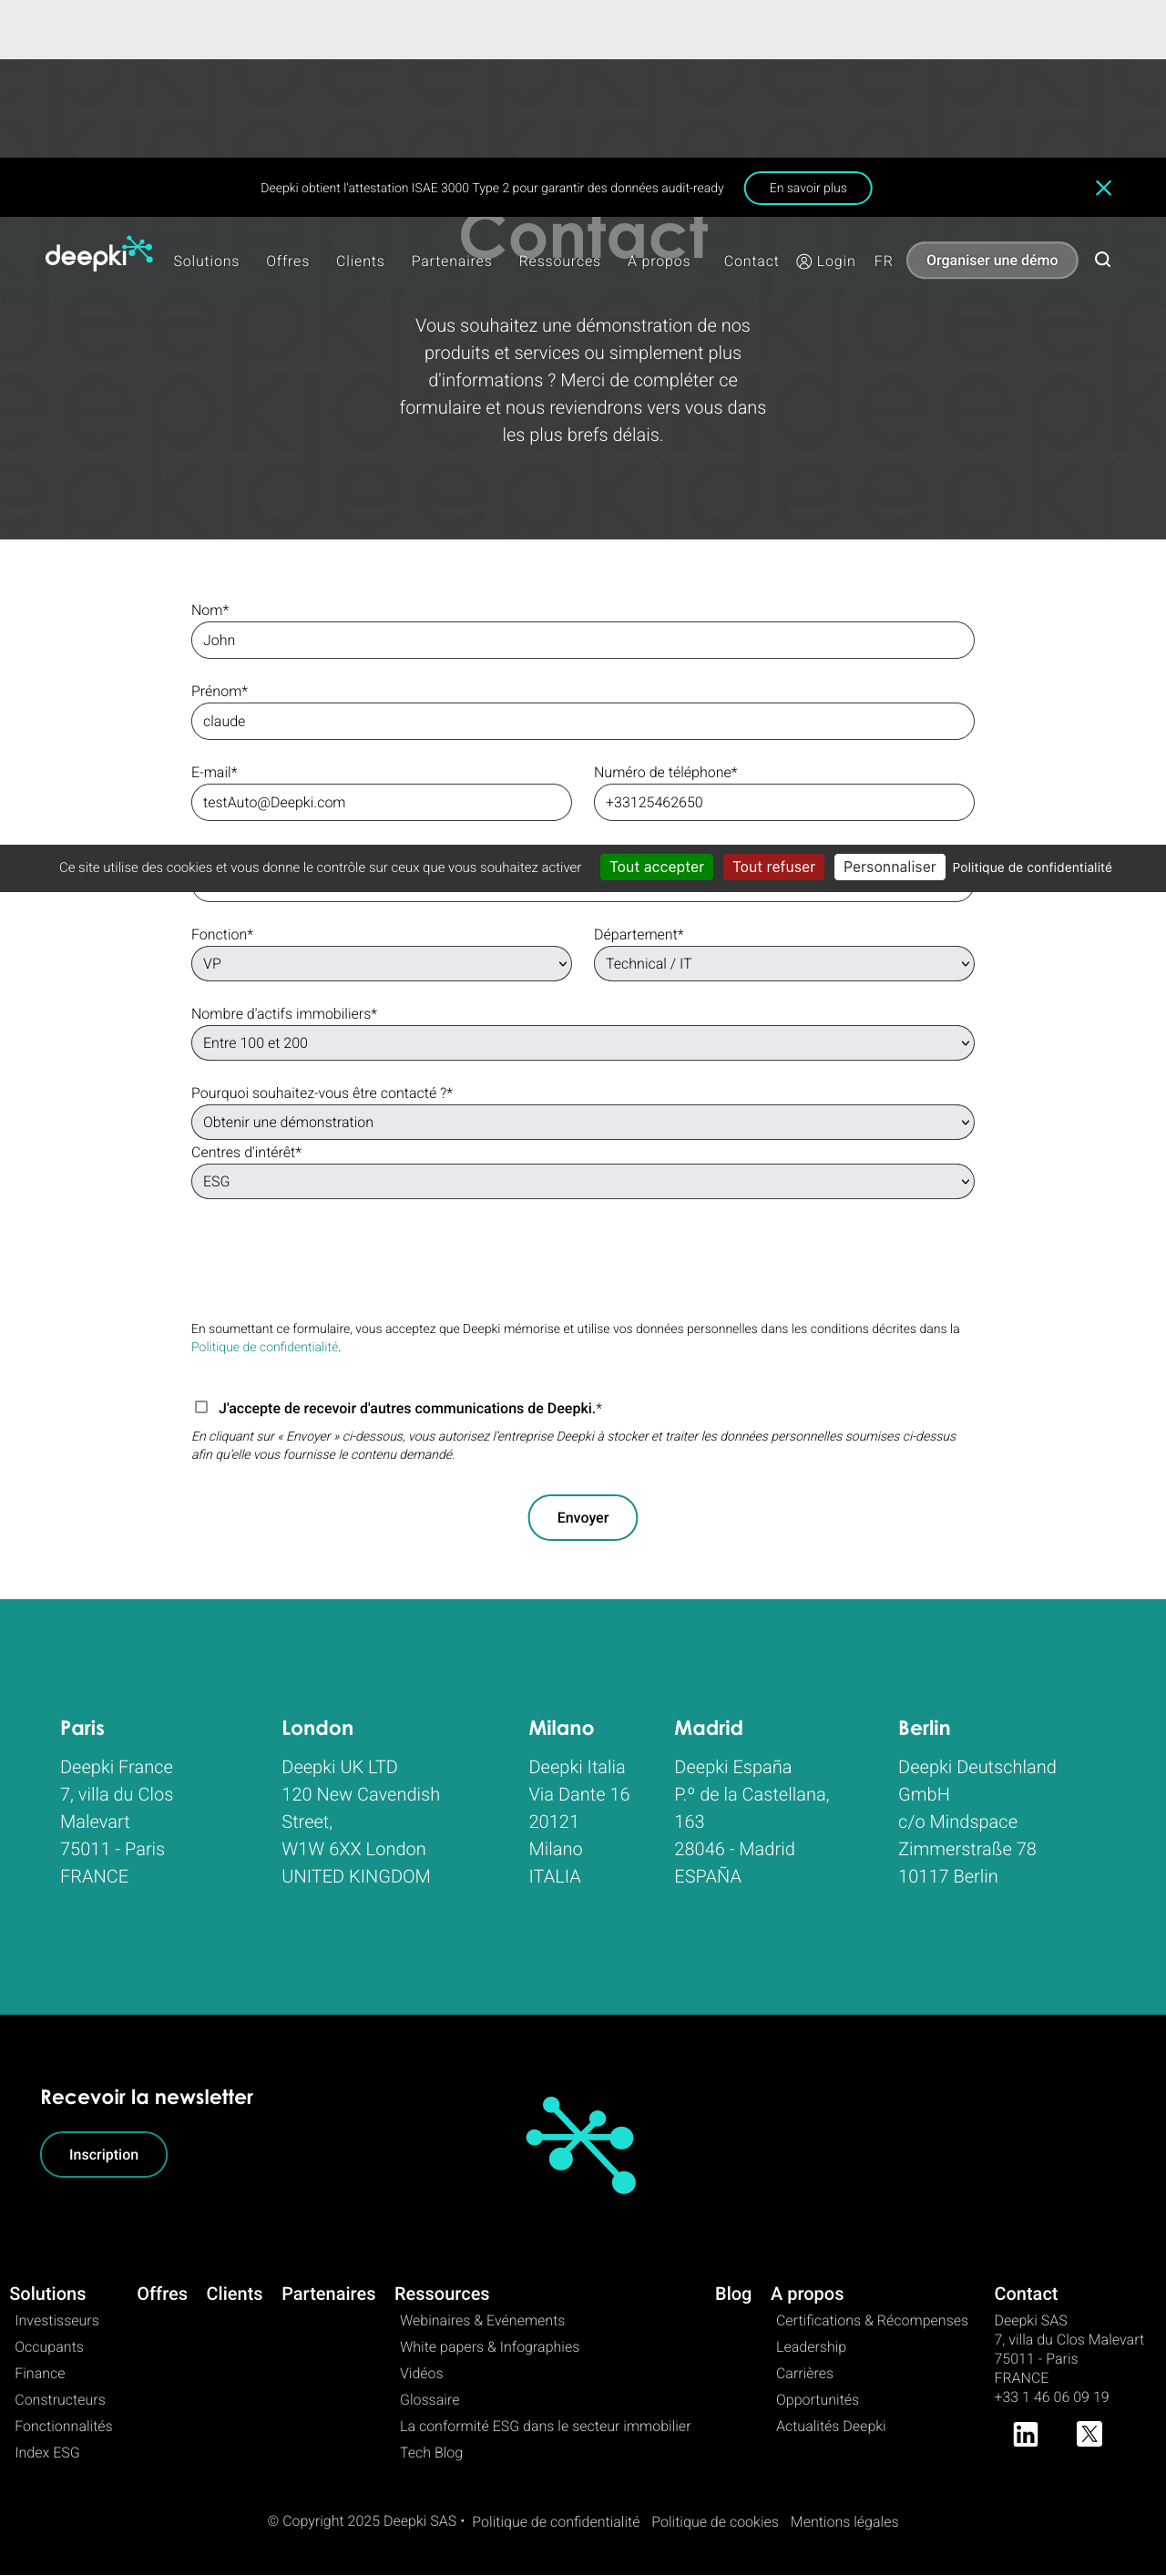 Deepki obtient l'attestation ISAE 3000 Type 2 pour garantir des données audit-ready
En savoir plus
Contact
deepki
Solutions
Offres
Clients
Partenaires
Ressources
A propos
Contact
Login
FR
Organiser une démo
Vous souhaitez une démonstration de nos
produits et services ou simplement plus
d'informations ? Merci de compléter ce
formulaire et nous reviendrons vers vous dans
les plus brefs délais.
Nom*
John
Prénom*
claude
E-mail*
Numéro de téléphone*
testAuto@Deepki.com
+33125462650
Ce site utilise des cookies et vous donne le contrôle sur ceux que vous souhaitez activer
Tout accepter
Tout refuser
Personnaliser
Politique de confidentialité
Fonction*
Département*
VP
Technical / IT
Nombre d'actifs immobiliers*
Entre 100 et 200
Pourquoi souhaitez-vous être contacté ?*
Obtenir une démonstration
Centres d'intérêt*
ESG
En soumettant ce formulaire, vous acceptez que Deepki mémorise et utilise vos données personnelles dans les conditions décrites dans la
Politique de confidentialité.
J'accepte de recevoir d'autres communications de Deepki.*
En cliquant sur « Envoyer » ci-dessous, vous autorisez l’entreprise Deepki à stocker et traiter les données personnelles soumises ci-dessus
afin qu’elle vous fournisse le contenu demandé.
Envoyer
Paris
Deepki France
7, villa du Clos
Malevart
75011 - Paris
FRANCE
London
Deepki UK LTD
120 New Cavendish
Street,
W1W 6XX London
UNITED KINGDOM
Milano
Deepki Italia
Via Dante 16
20121
Milano
ITALIA
Madrid
Deepki España
P.º de la Castellana,
163
28046 - Madrid
ESPAÑA
Berlin
Deepki Deutschland
GmbH
c/o Mindspace
Zimmerstraße 78
10117 Berlin
Recevoir la newsletter
Inscription
Solutions
Investisseurs
Occupants
Finance
Constructeurs
Fonctionnalités
Index ESG
Offres
Clients
Partenaires
Ressources
Webinaires & Evénements
White papers & Infographies
Vidéos
Glossaire
La conformité ESG dans le secteur immobilier
Tech Blog
Blog
A propos
Certifications & Récompenses
Leadership
Carrières
Opportunités
Actualités Deepki
Contact
Deepki SAS
7, villa du Clos Malevart
75011 - Paris
FRANCE
+33 1 46 06 09 19
© Copyright 2025 Deepki SAS • Politique de confidentialité Politique de cookies Mentions légales